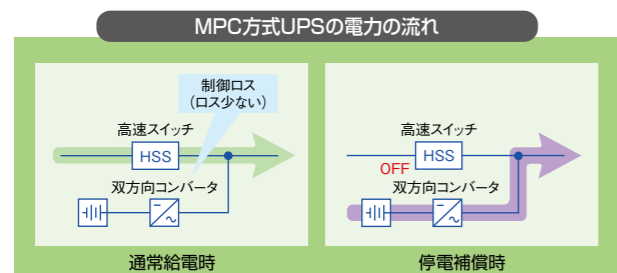 MPC方式UPSの電力の流れ
制御ロス
(ロス少ない)
高速スイッチ
HSS
双方向コンバータ
通常給電時
高速スイッチ
HSS
OFF
双方向コンバータ
停電補償時